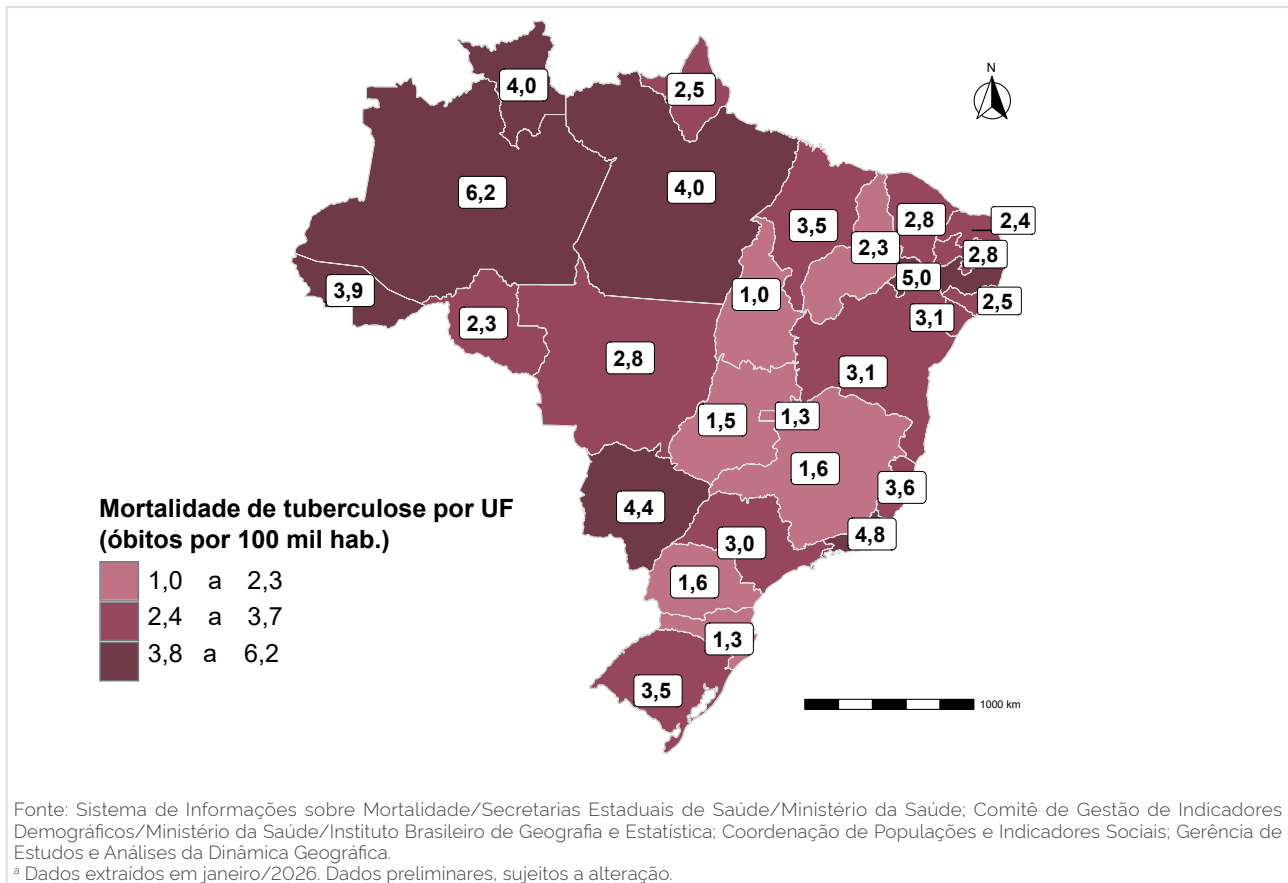 N
4,0
2,5
6,2
4,0
3,5
2,8
2,4
2,3
2,8
5,0
3,9
1,0
2,5
3,1
2,3
2,8
3,1
1,5
1,3
1,6
3,6
4,4
4,8
3,0
1,6
1,3
3,5
Mortalidade de tuberculose por UF
(óbitos por 100 mil hab.)
1,0 a 2,3
2,4 a 3,7
3,8 a 6,2
1000 km
Fonte: Sistema de Informações sobre Mortalidade/Secretarias Estaduais de Saúde/Ministério da Saúde; Comitê de Gestão de Indicadores
Demográficos/Ministério da Saúde/Instituto Brasileiro de Geografia e Estatística; Coordenação de Populações e Indicadores Sociais; Gerência de
Estudos e Análises da Dinâmica Geográfica.
ª Dados extraídos em janeiro/2026. Dados preliminares, sujeitos a alteração.